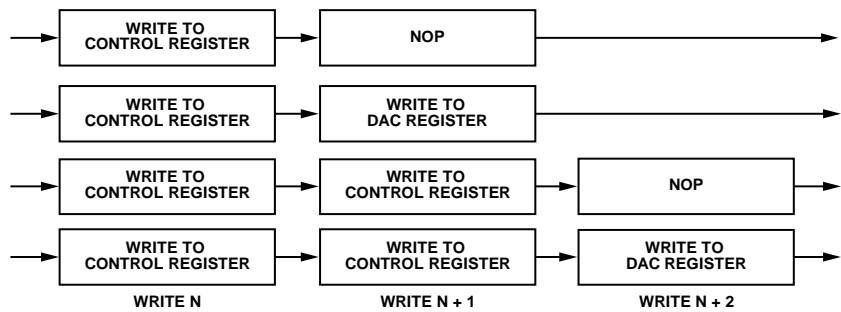 WRITE TO
CONTROL REGISTER
NOP
WRITE TO
CONTROL REGISTER
WRITE TO
DAC REGISTER
WRITE TO
CONTROL REGISTER
WRITE TO
CONTROL REGISTER
NOP
WRITE TO
CONTROL REGISTER
WRITE TO
CONTROL REGISTER
WRITE TO
DAC REGISTER
WRITE N
WRITE N + 1
WRITE N + 2